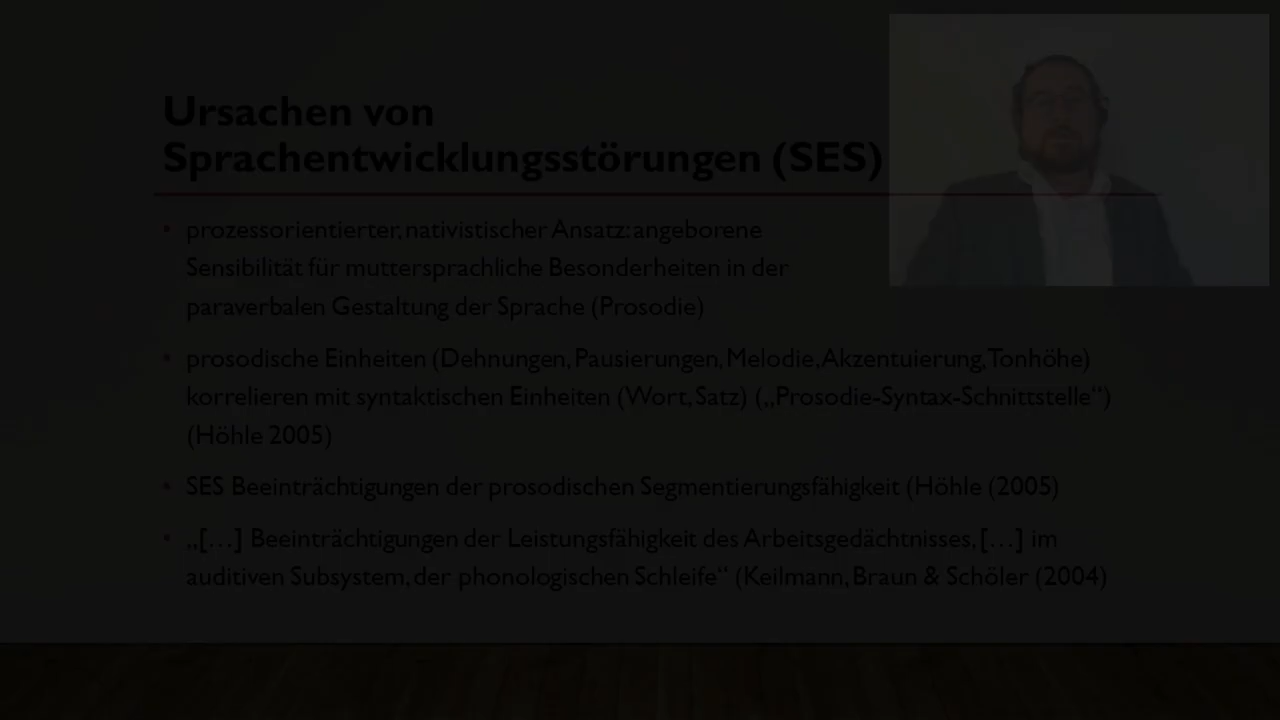 Ursachen von
Sprachentwicklungsstörungen (SES)
• prozessorientierter, nativistischer Ansatz: angeborene
Sensibilität für muttersprachliche Besonderheiten in der
paraverbalen Gestaltung der Sprache (Prosodie)
• prosodische Einheiten (Dehnungen, Pausierungen, Melodie, Akzentuierung, Tonhöhe)
korrelieren mit syntaktischen Einheiten (Wort, Satz) („Prosodie-Syntax-Schnittstelle“)
(Höhle 2005)
• SES Beeinträchtigungen der prosodischen Segmentierungsfähigkeit (Höhle (2005)
• „[…] Beeinträchtigungen der Leistungsfähigkeit des Arbeitsgedächtnisses, […] im
auditiven Subsystem, der phonologischen Schleife“ (Keilmann, Braun & Schöler (2004)